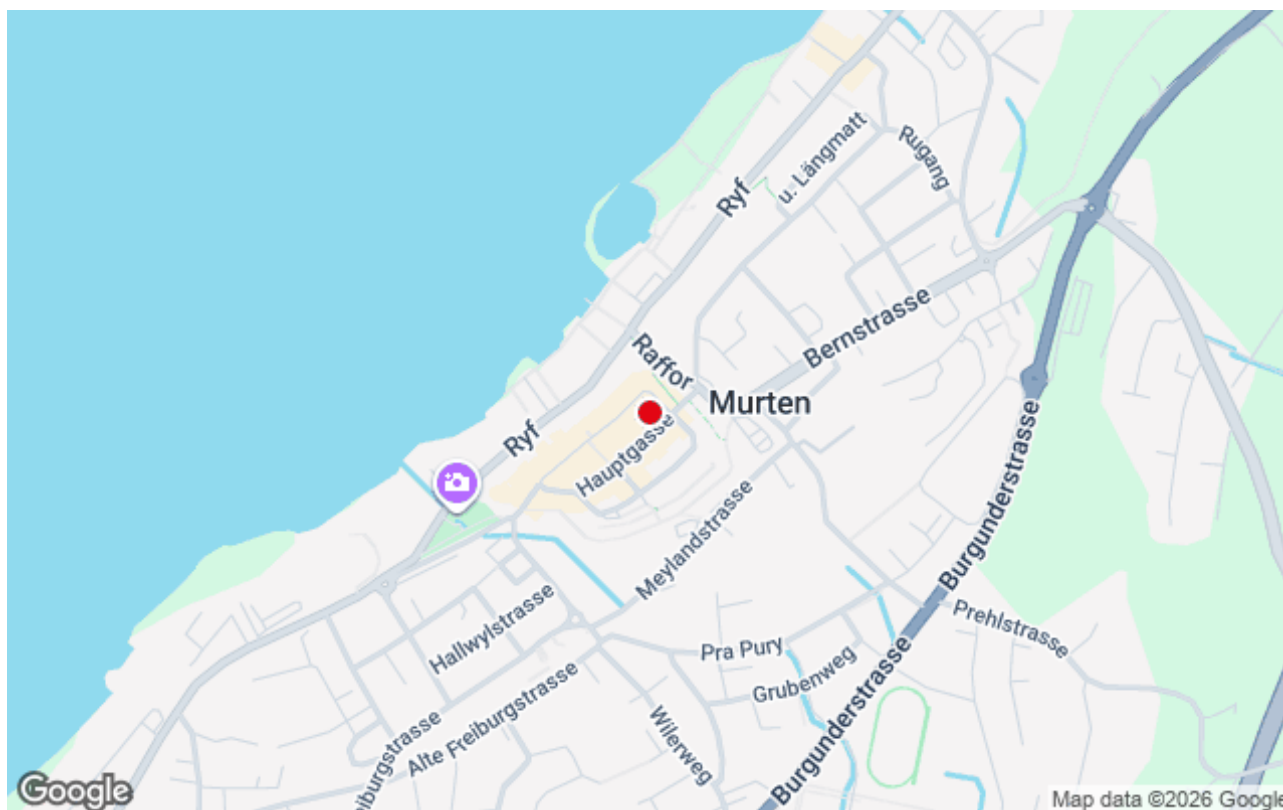 u. Längmatt
Rugang
Ryf
Bernstrasse
Raffor
Murten
Ryf
Hauptgasse
Burgunderstrasse
Meylandstrasse
Prehlstrasse
Hallwylstrasse
Pra Pury
Grubenweg
Burgunderstrasse
Alte Freiburgstrasse
eiburgstrasse
Wilerweg
Google
Map data ©2026 Google